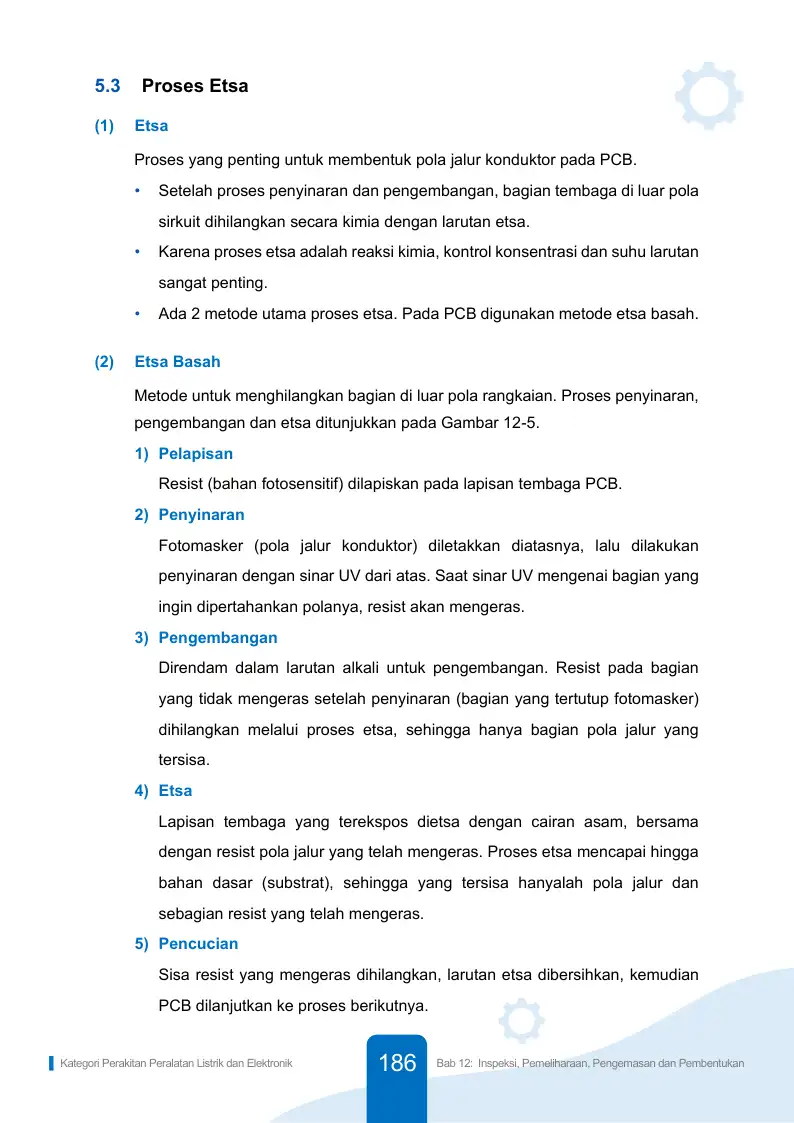 5.3 Proses Etsa
(1) Etsa
Proses yang penting untuk membentuk pola jalur konduktor pada PCB.
• Setelah proses penyinaran dan pengembangan, bagian tembaga di luar pola
sirkuit dihilangkan secara kimia dengan larutan etsa.
• Karena proses etsa adalah reaksi kimia, kontrol konsentrasi dan suhu larutan
sangat penting.
• Ada 2 metode utama proses etsa. Pada PCB digunakan metode etsa basah.
(2) Etsa Basah
Metode untuk menghilangkan bagian di luar pola rangkaian. Proses penyinaran,
pengembangan dan etsa ditunjukkan pada Gambar 12-5.
1) Pelapisan
Resist (bahan fotosensitif) dilapiskan pada lapisan tembaga PCB.
2) Penyinaran
Fotomasker (pola jalur konduktor) diletakkan diatasnya, lalu dilakukan
penyinaran dengan sinar UV dari atas. Saat sinar UV mengenai bagian yang
ingin dipertahankan polanya, resist akan mengeras.
3) Pengembangan
Direndam dalam larutan alkali untuk pengembangan. Resist pada bagian
yang tidak mengeras setelah penyinaran (bagian yang tertutup fotomasker)
dihilangkan melalui proses etsa, sehingga hanya bagian pola jalur yang
tersisa.
4) Etsa
Lapisan tembaga yang terekspos dietsa dengan cairan asam, bersama
dengan resist pola jalur yang telah mengeras. Proses etsa mencapai hingga
bahan dasar (substrat), sehingga yang tersisa hanyalah pola jalur dan
sebagian resist yang telah mengeras.
5) Pencucian
Sisa resist yang mengeras dihilangkan, larutan etsa dibersihkan, kemudian
PCB dilanjutkan ke proses berikutnya.
Kategori Perakitan Peralatan Listrik dan Elektronik
186
Bab 12: Inspeksi, Pemeliharaan, Pengemasan dan Pembentukan